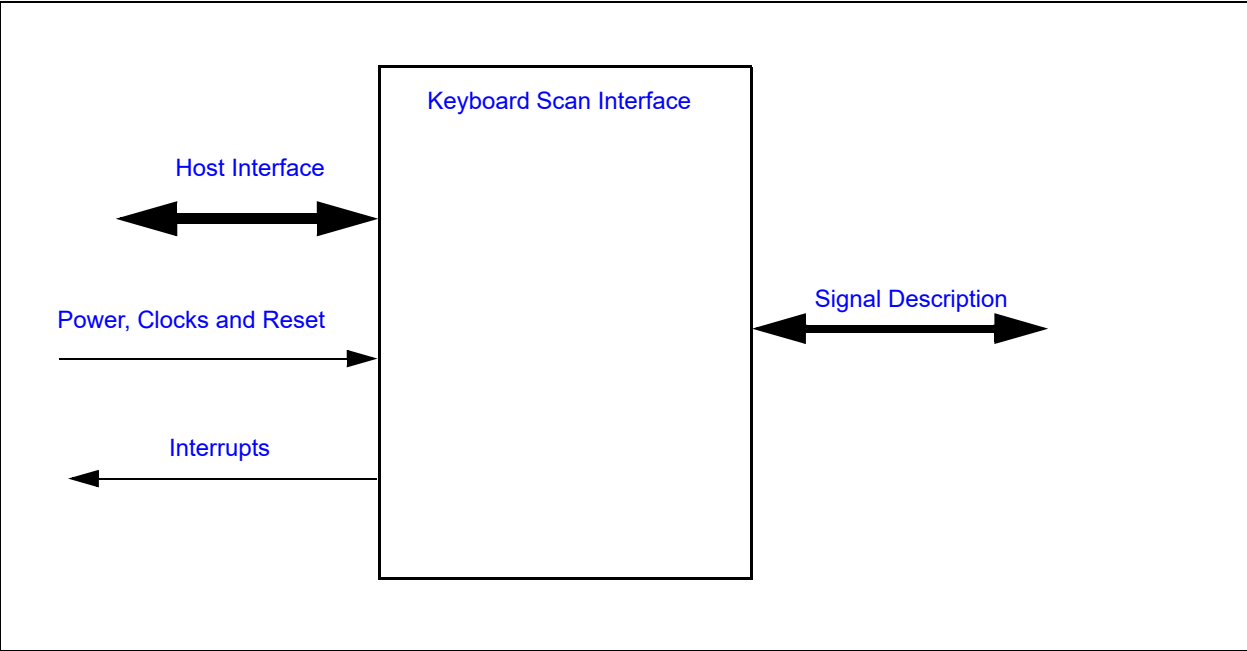 Keyboard Scan Interface
Host Interface
Signal Description
Power, Clocks and Reset
Interrupts